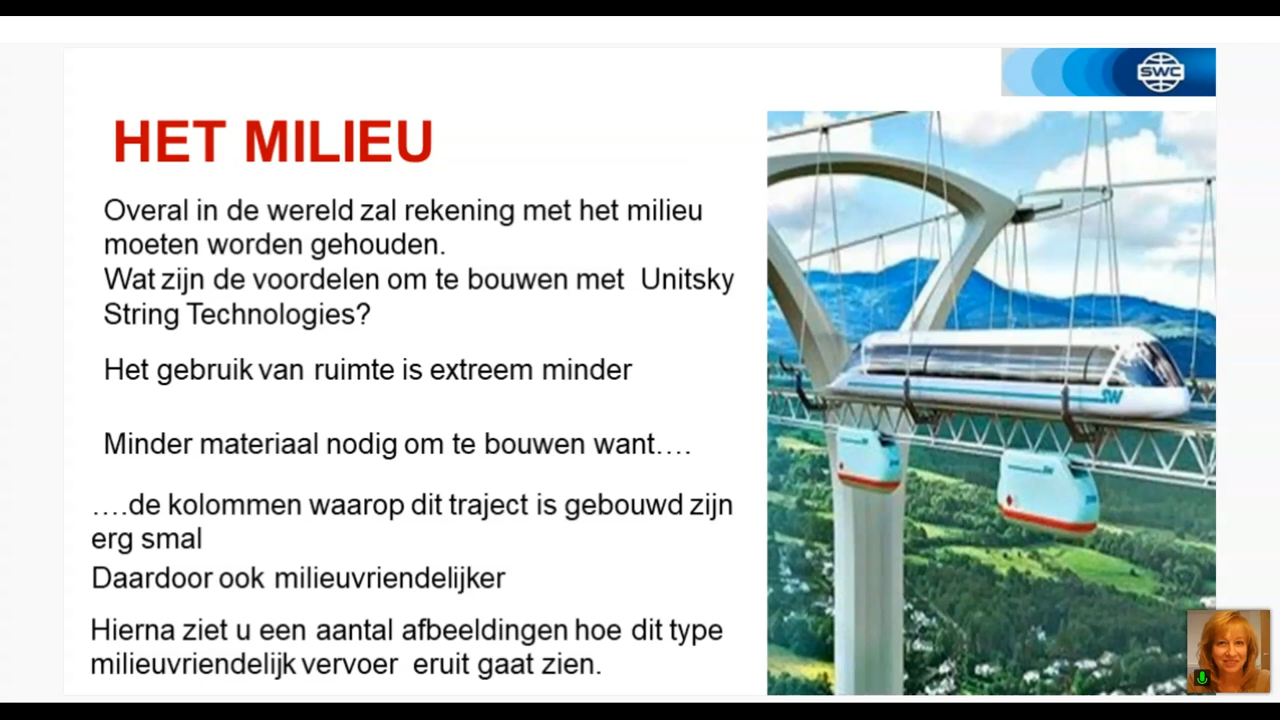 SWC
HET MILIEU
Overal in de wereld zal rekening met het milieu
moeten worden gehouden.
Wat zijn de voordelen om te bouwen met Unitsky
String Technologies?
Het gebruik van ruimte is extreem minder
Minder materiaal nodig om te bouwen want….
….de kolommen waarop dit traject is gebouwd zijn
erg smal
Daardoor ook milieuvriendelijker
Hierna ziet u een aantal afbeeldingen hoe dit type
milieuvriendelijk vervoer eruit gaat zien.
SW